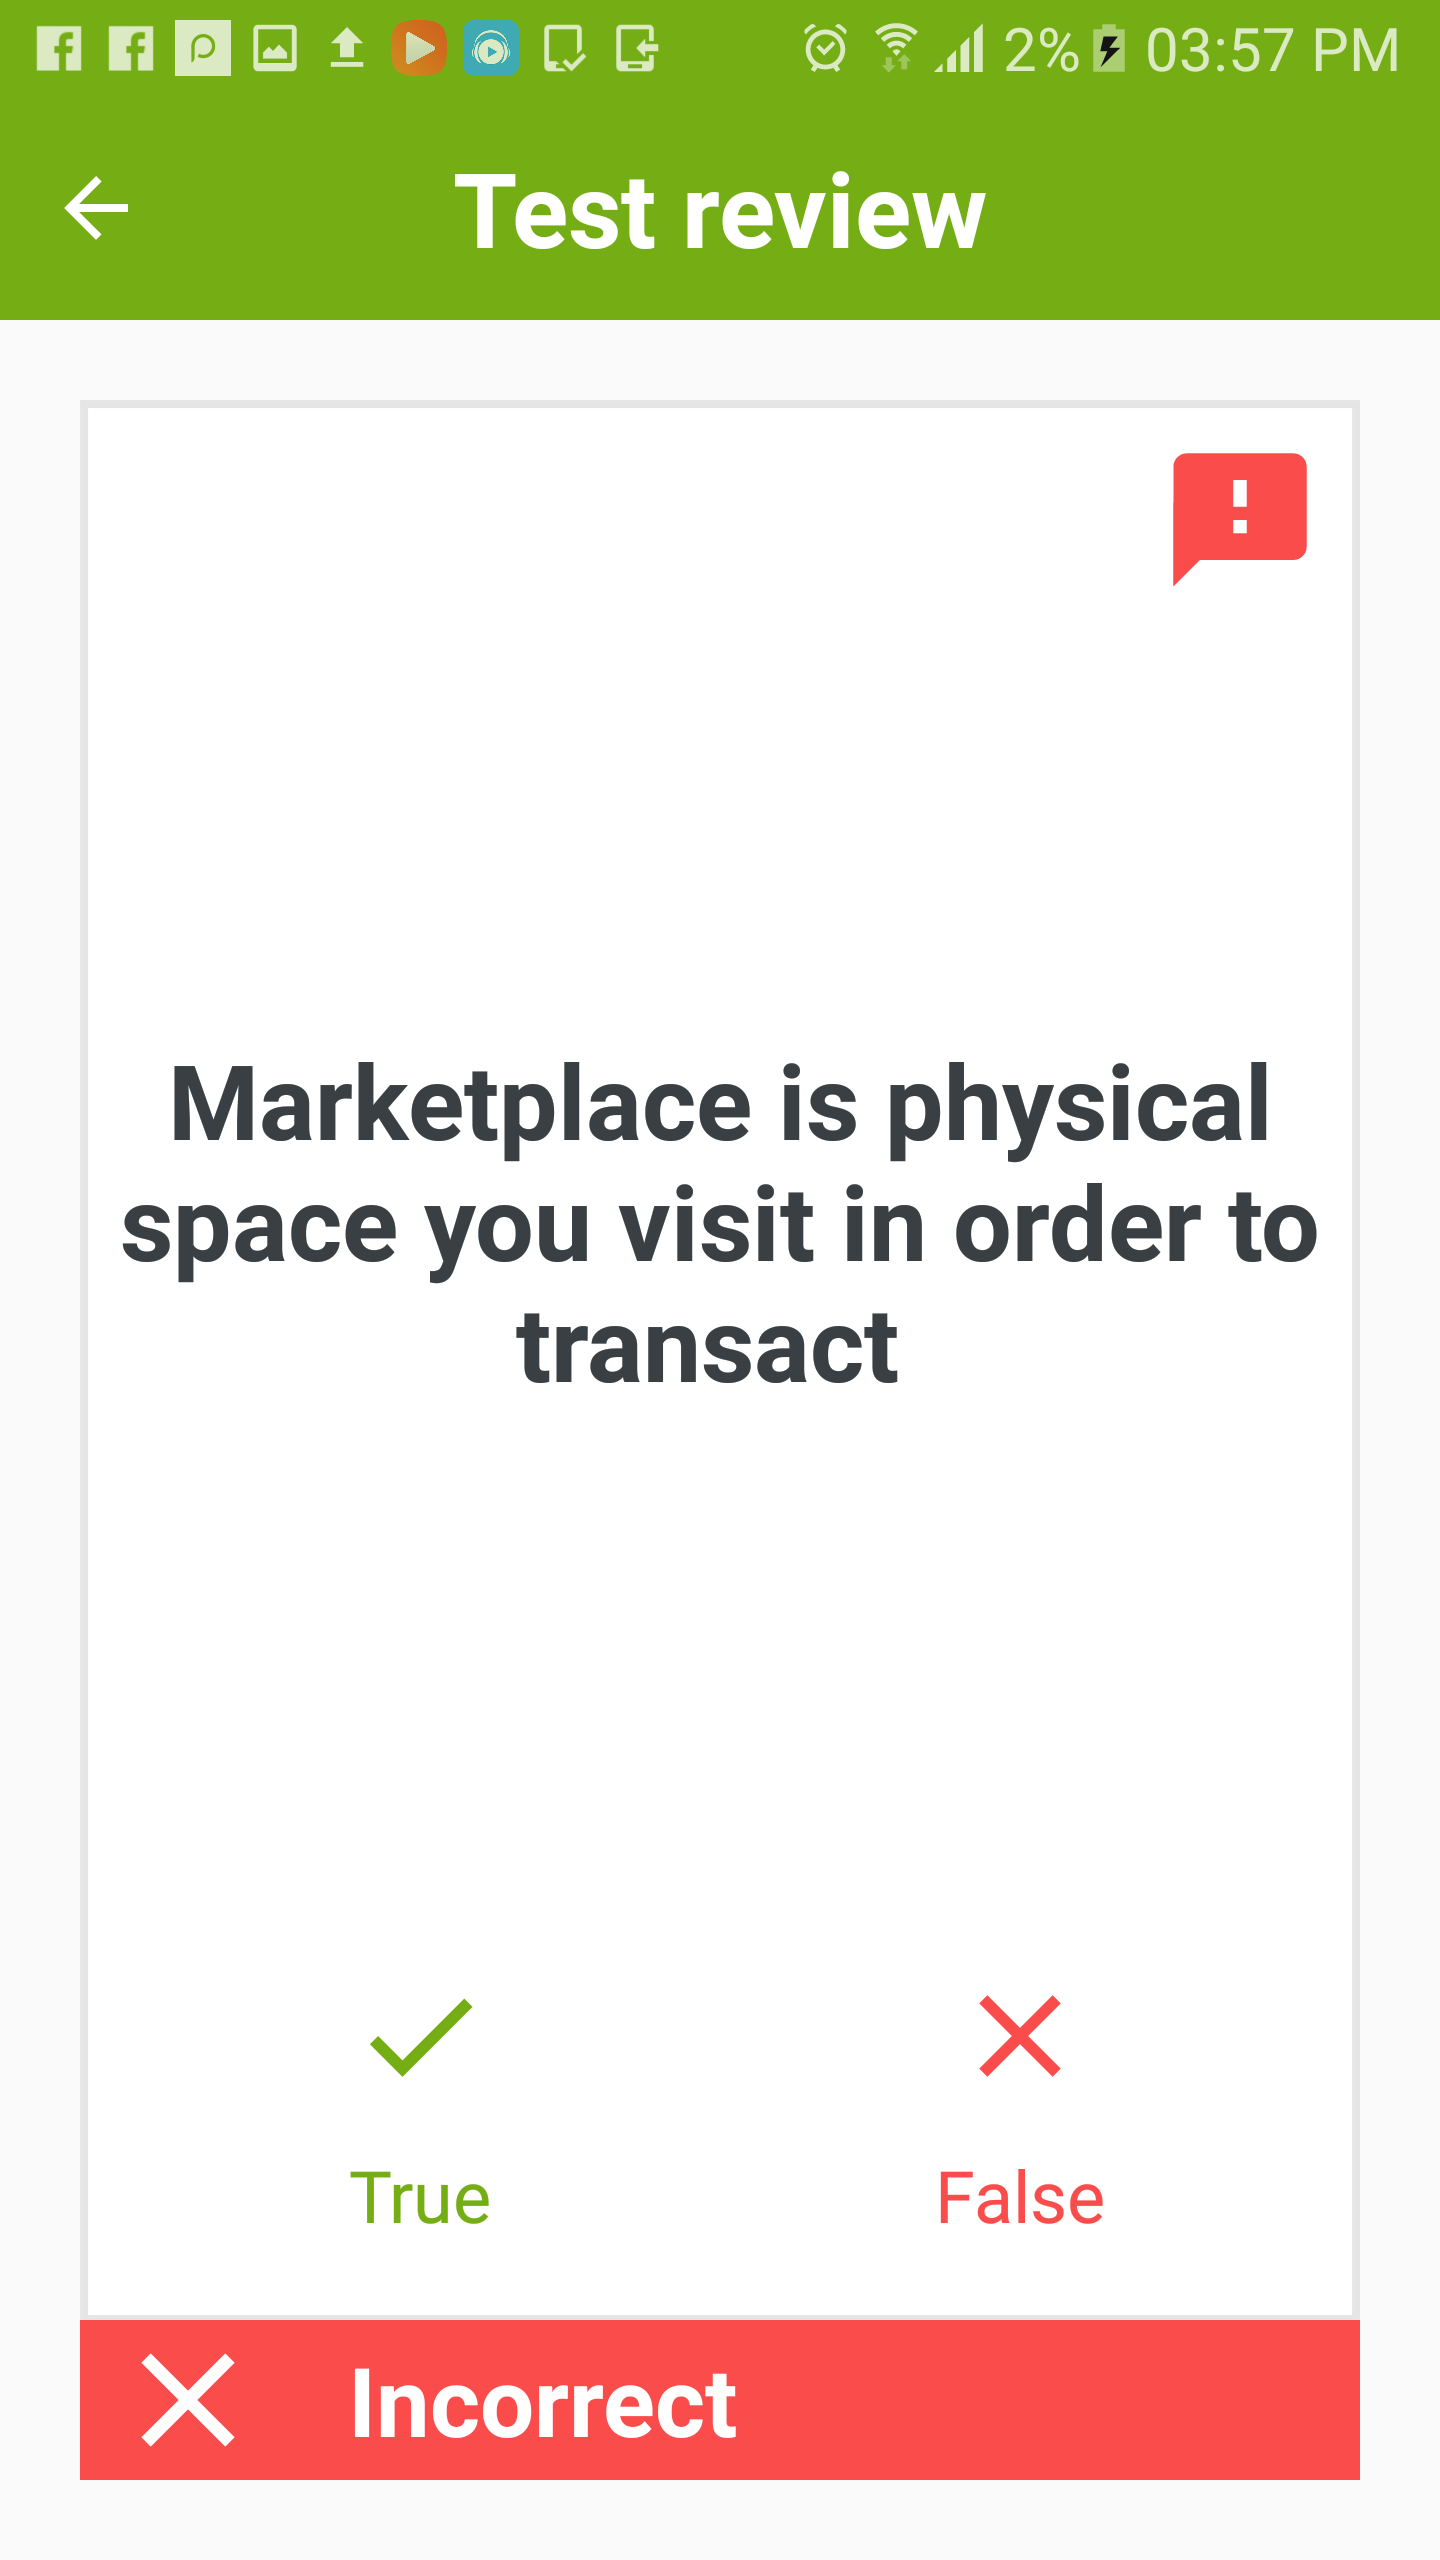 2% 03:57 PM
Test review
Marketplace is physical
space you visit in order to
transact
True False
Incorrect